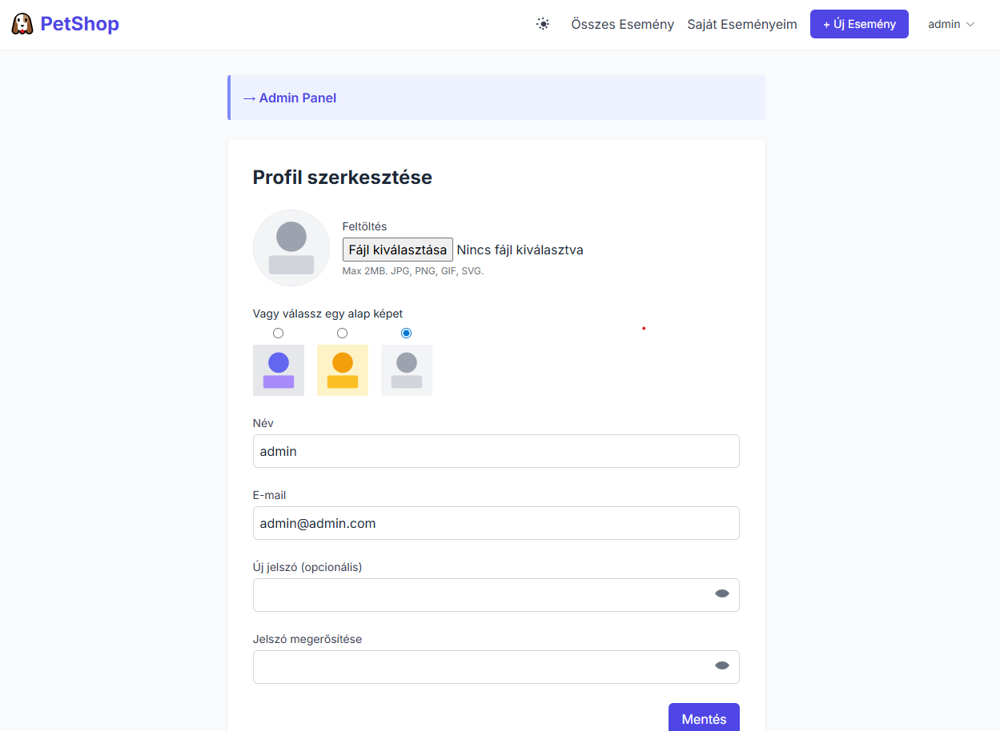 PetShop
Összes Esemény
Saját Eseményeim
+ Új Esemény
admin
→ Admin Panel
Profil szerkesztése
Feltöltés
Fájl kiválasztása Nincs fájl kiválasztva
Max 2MB. JPG, PNG, GIF, SVG.
Vagy válassz egy alap képet
Név
admin
E-mail
admin@admin.com
Új jelszó (opcionális)
Jelszó megerősítése
Mentés